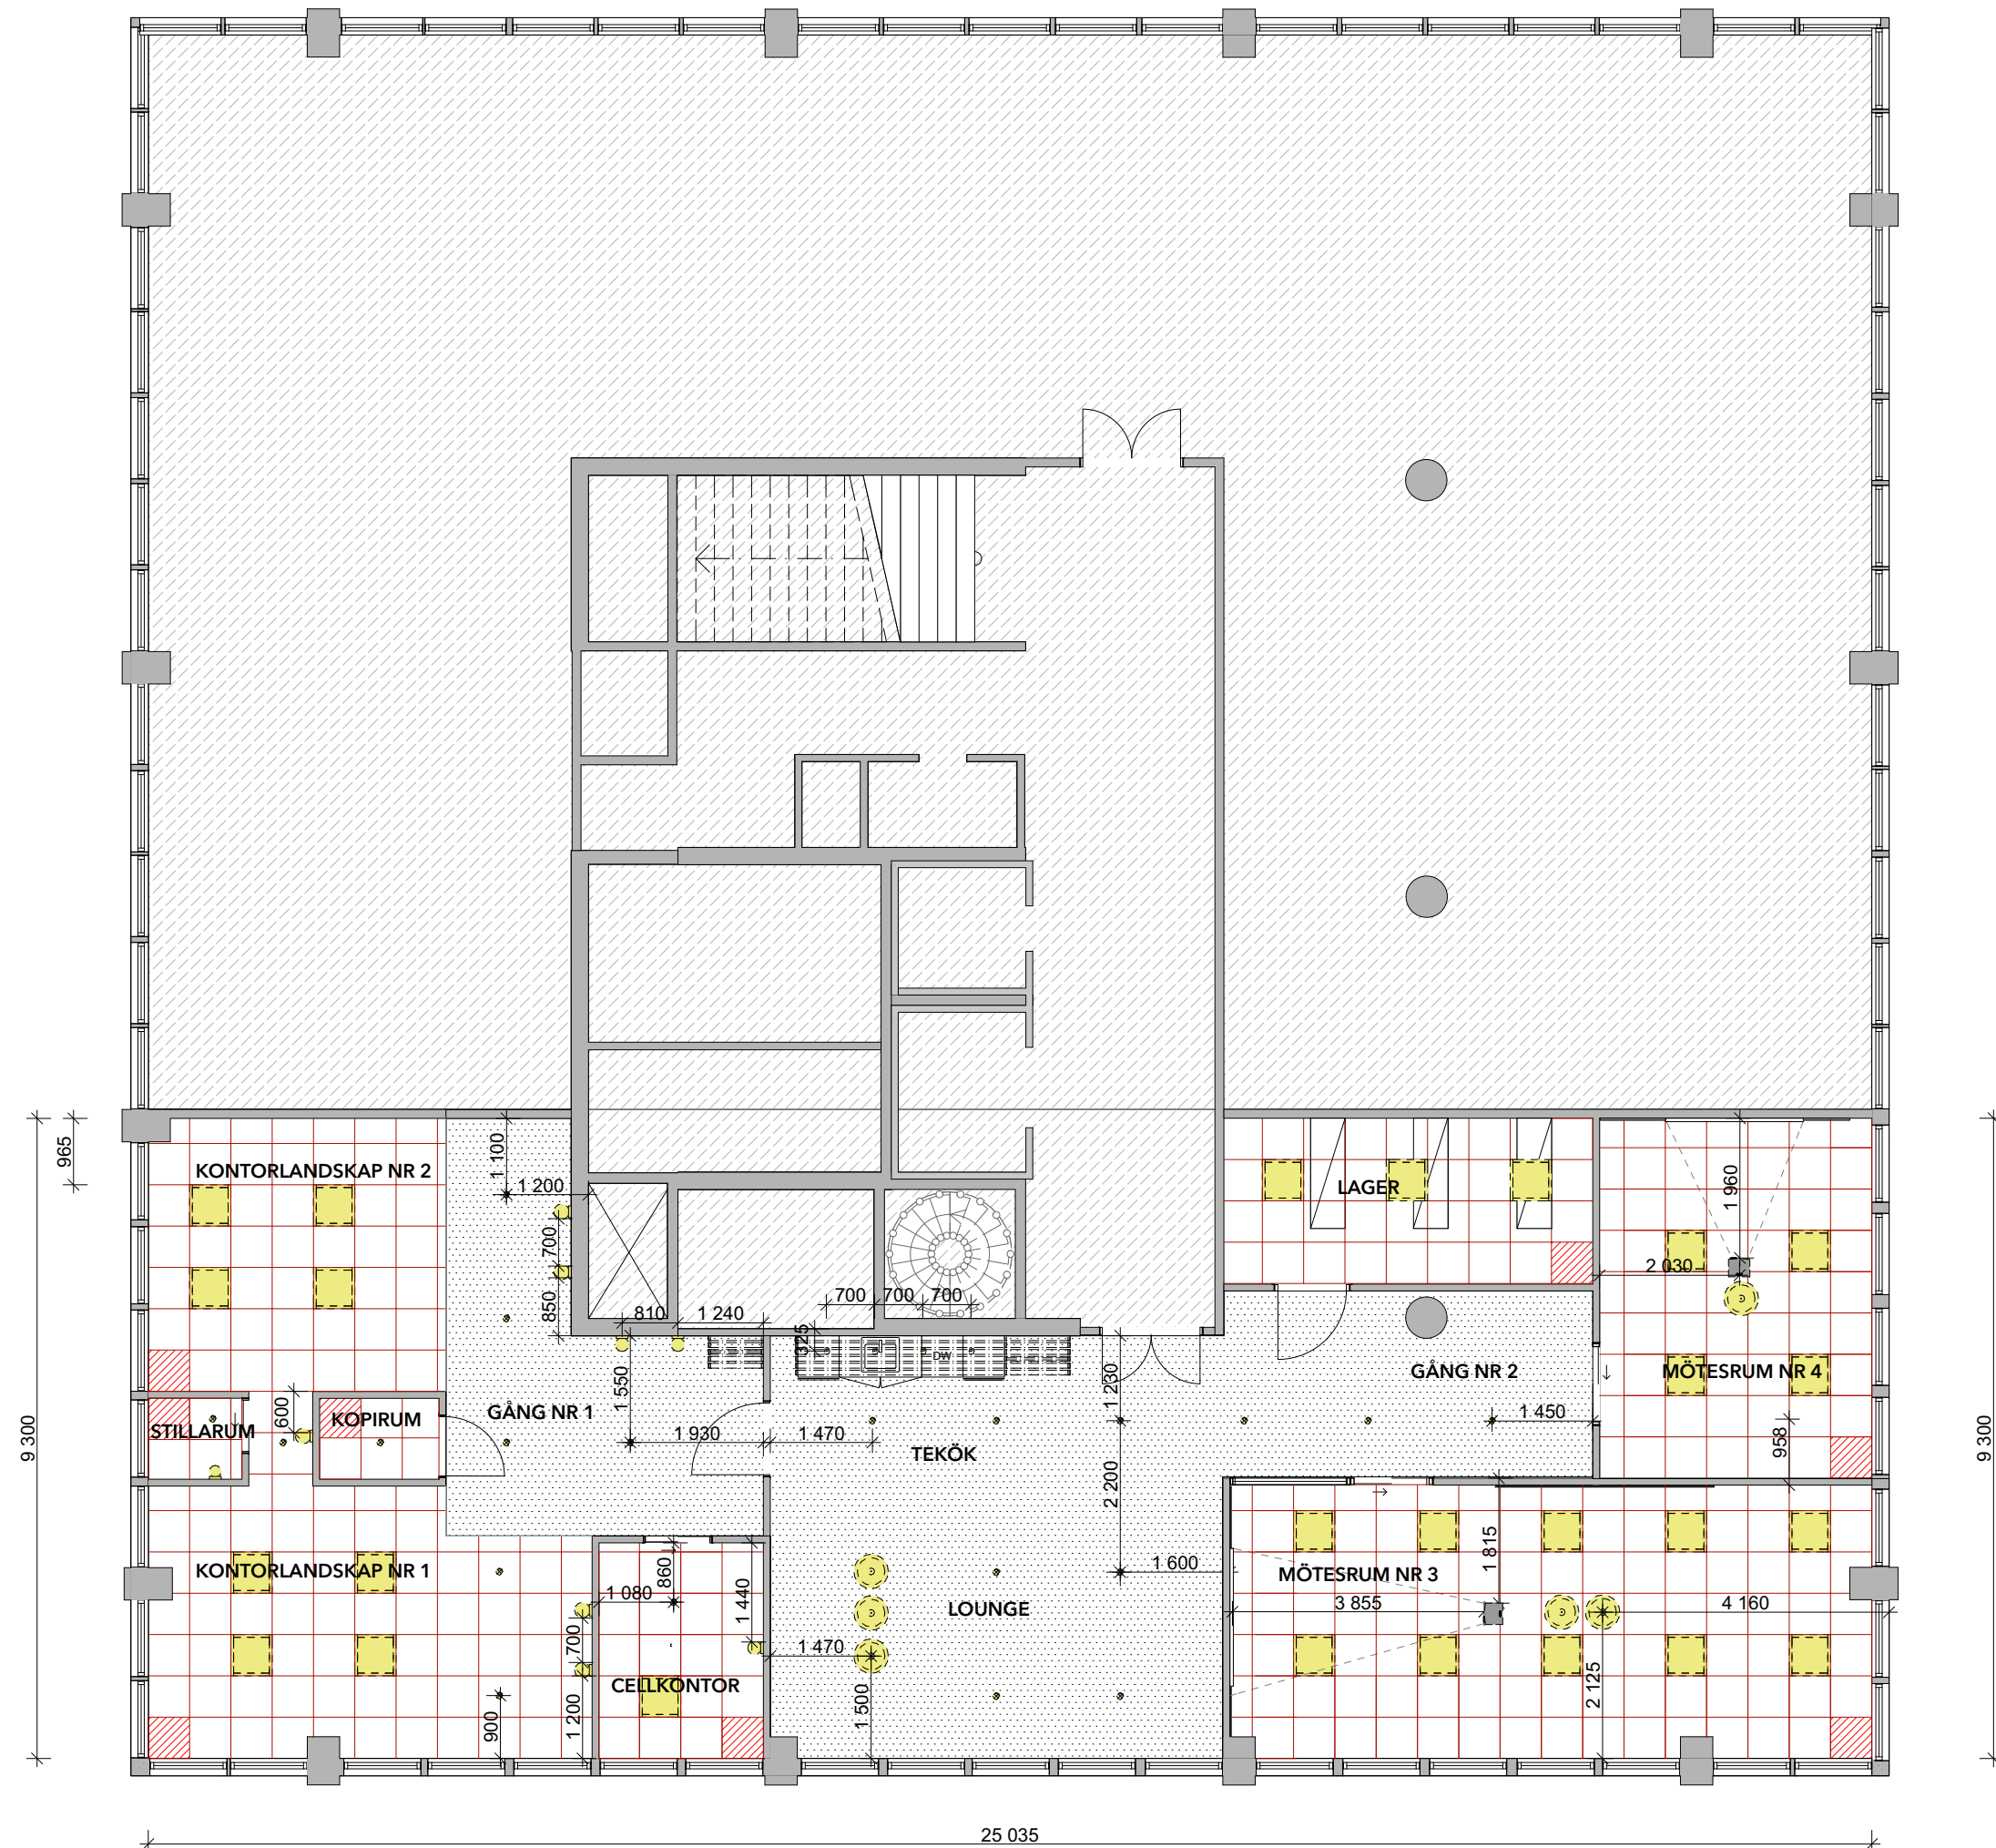 965
9 300
9 300
25 035
KONTORLANDSKAP NR 2
1 100
1 200
700
850
810
1 240
700
700
700
325
DW
LAGER
1 960
2 030
STILLARUM
600
KOPIRUM
GÅNG NR 1
1 550
1 930
1 470
TEKÖK
1 230
2 200
GÅNG NR 2
1 450
MÖTESRUM NR 4
958
KONTORLANDSKAP NR 1
900
700
1 200
1 080
860
1 440
CELLKONTOR
1 470
1 500
LOUNGE
1 600
MÖTESRUM NR 3
1 815
3 855
4 160
2 125